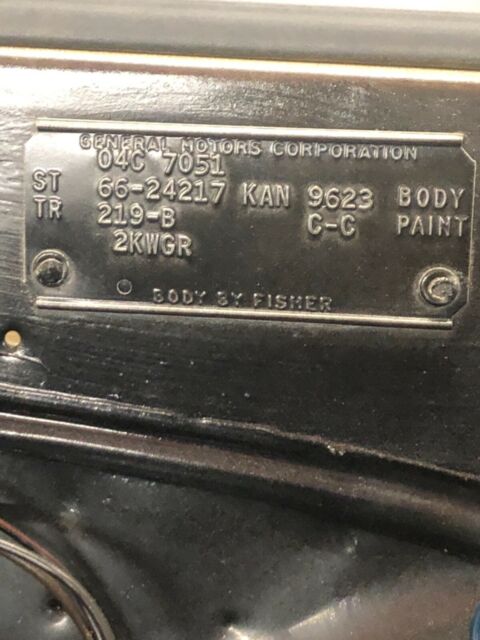 GENERAL MOTORS CORPORATION
04C 7051
ST 66-24217 KAN 9623 BODY
TR 219-B C-C PAINT
2KWGR
BODY BY FISHER